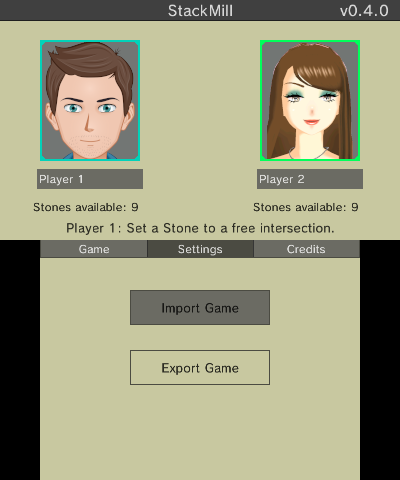 StackMill v0.4.0
Player 1 Player 2
Stones available: 9 Stones available: 9
Player 1: Set a Stone to a free intersection.
Game Settings Credits
Import Game
Export Game